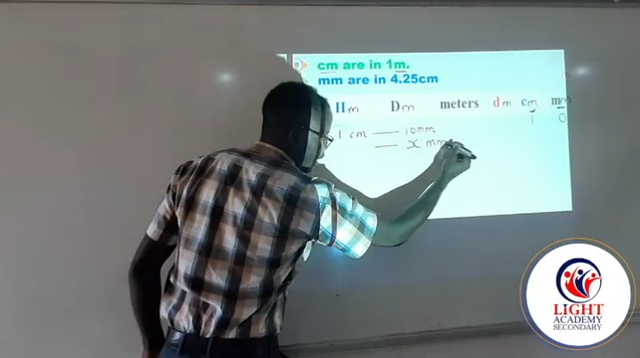 cm are in 1m.
mm are in 4.25cm
Hm Dm meters dm cm mm
1 0
1 cm — 10mm
— x mm
LIGHT
ACADEMY
SECONDARY